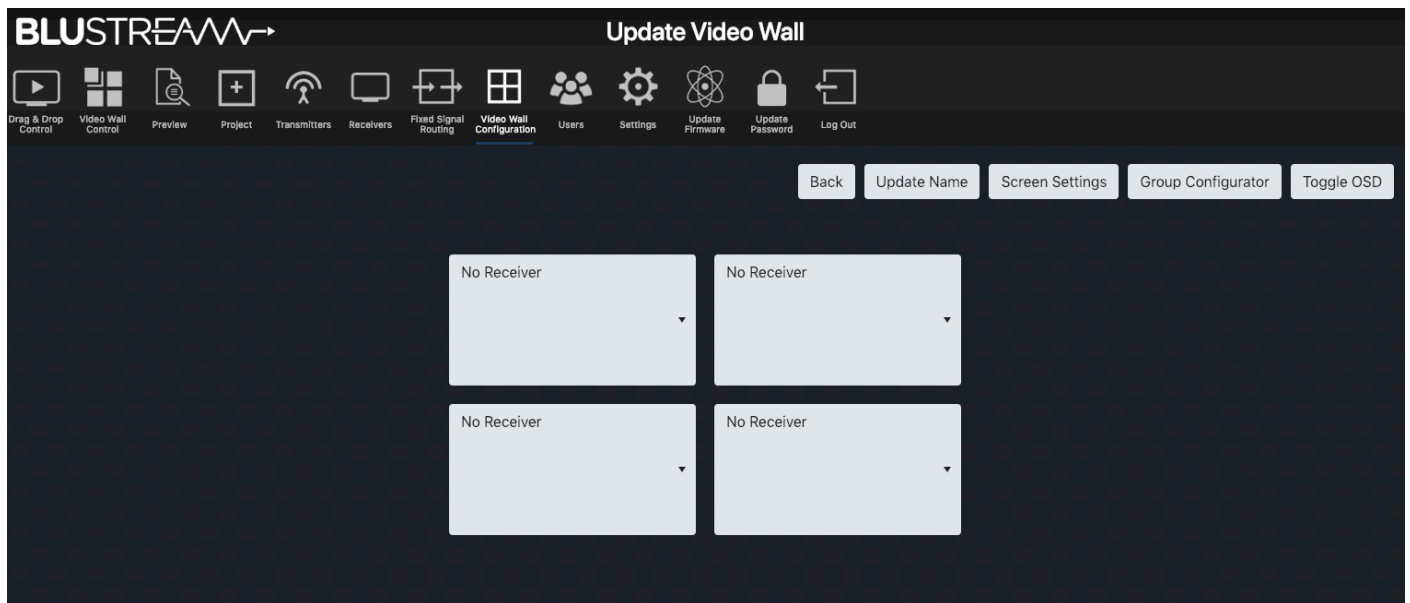 BLUSTREAM
Update Video Wall
Drag & Drop
Control
Video Wall
Control
Preview
Project
Transmitters
Receivers
Fixed Signal
Routing
Video Wall
Configuration
Users
Settings
Update
Firmware
Update
Password
Log Out
Back
Update Name
Screen Settings
Group Configurator
Toggle OSD
No Receiver
No Receiver
No Receiver
No Receiver